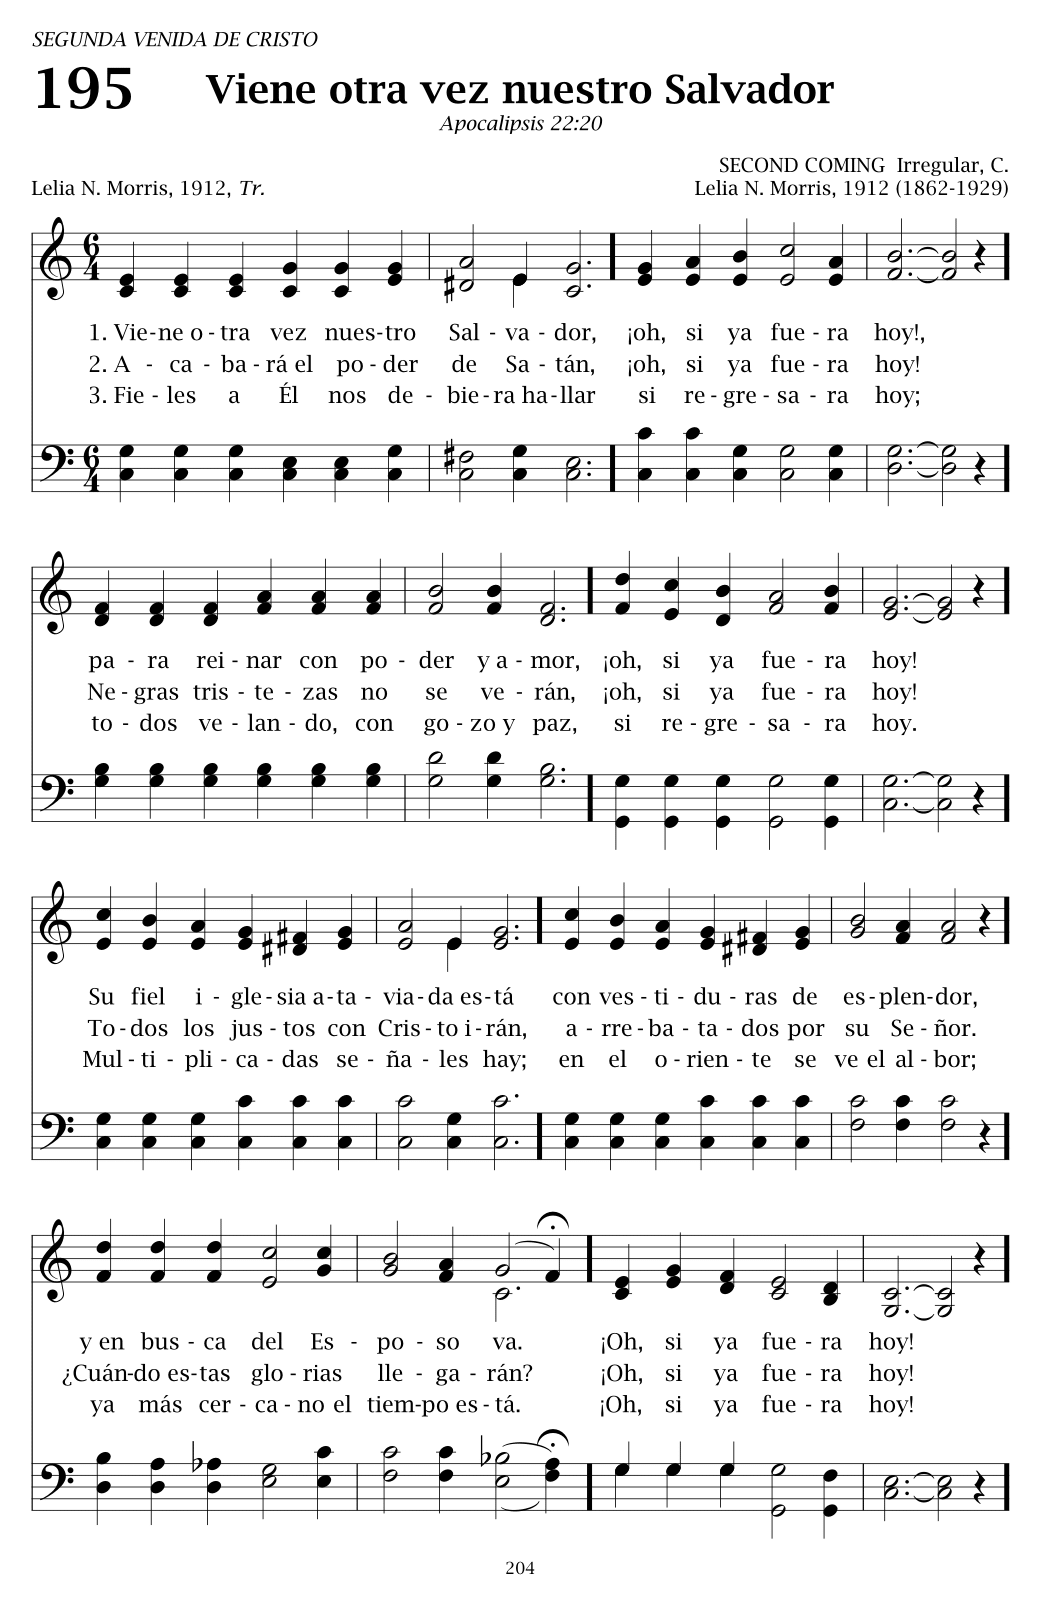 SEGUNDA VENIDA DE CRISTO
195 Viene otra vez nuestro Salvador
Apocalipsis 22:20
SECOND COMING Irregular, C.
Lelia N. Morris, 1912, Tr. Lelia N. Morris, 1912 (1862-1929)
6 4
1. Vie-ne o-tra vez nues-tro Sal-va-dor, ¡oh, si ya fue-ra hoy!,
2. A-ca-ba-rá el po-der de Sa-tán, ¡oh, si ya fue-ra hoy!
3. Fie-les a Él nos de-bie-ra ha-llar si re-gre-sa-ra hoy;
6 4
pa-ra rei-nar con po-der y a-mor, ¡oh, si ya fue-ra hoy!
Ne-gras tris-te-zas no se ve-rán, ¡oh, si ya fue-ra hoy!
to-dos ve-lan-do, con go-zo y paz, si re-gre-sa-ra hoy.
Su fiel i-gle-sia a-ta-via-da es-tá con ves-ti-du-ras de es-plen-dor,
To-dos los jus-tos con Cris-to i-rán, a-rre-ba-ta-dos por su Se-ñor.
Mul-ti-pli-ca-das se-ña-les hay; en el o-rien-te se ve el al-bor;
y en bus-ca del Es-po-so va. ¡Oh, si ya fue-ra hoy!
¿Cuán-do es-tas glo-rias lle-ga-rán? ¡Oh, si ya fue-ra hoy!
ya más cer-ca-no el tiem-po es-tá. ¡Oh, si ya fue-ra hoy!
204